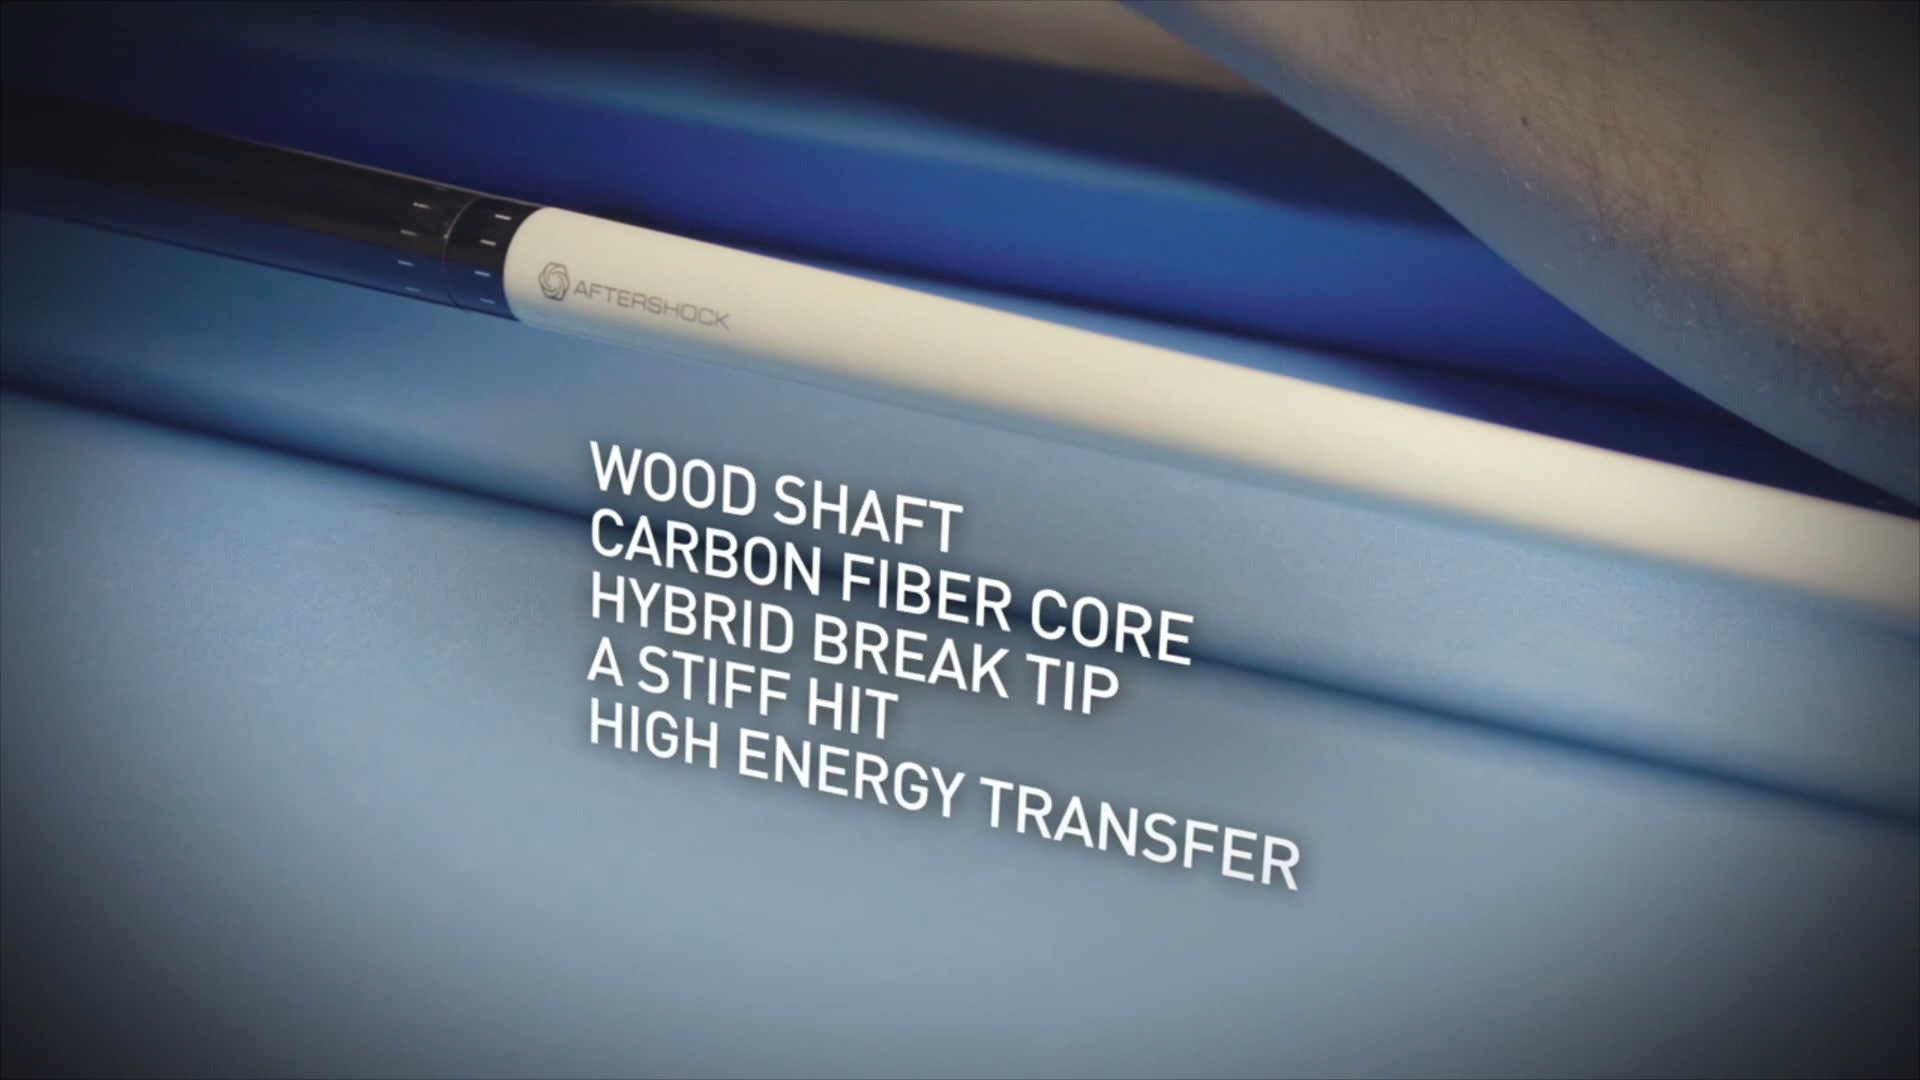 AFTERSHOCK
WOOD SHAFT
CARBON FIBER CORE
HYBRID BREAK TIP
A STIFF HIT
HIGH ENERGY TRANSFER